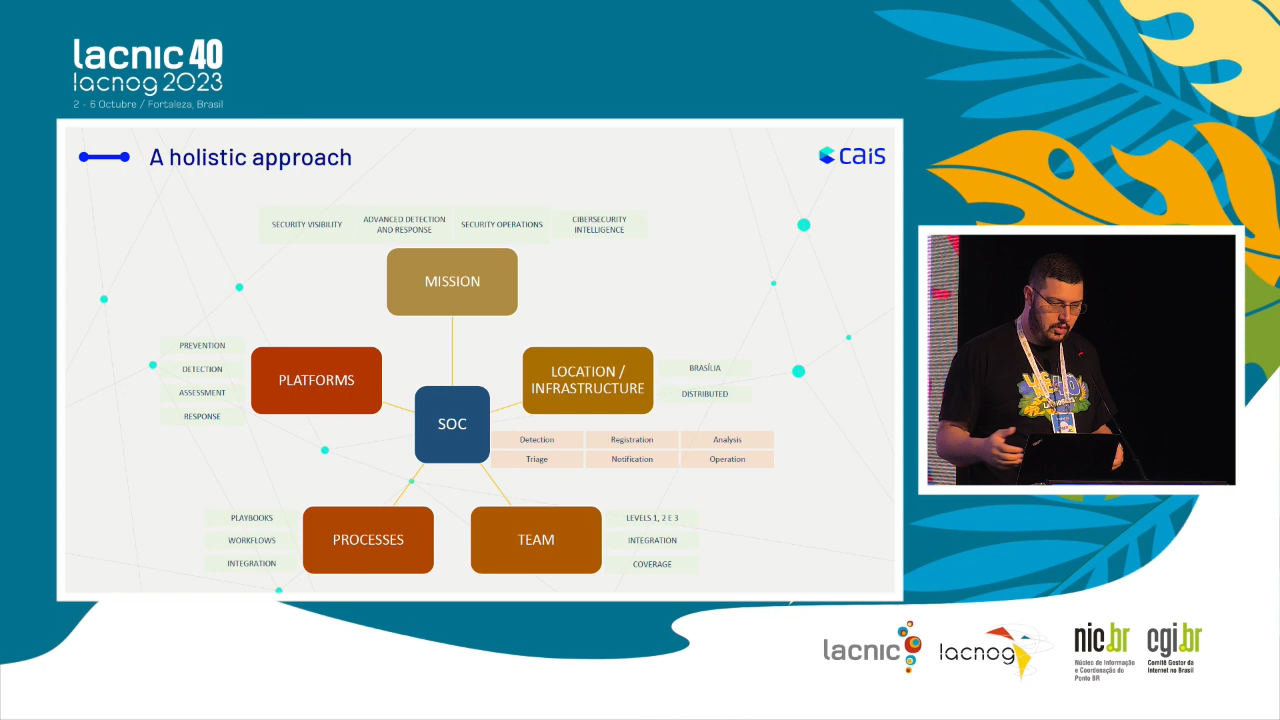 lacnic 40
lacnog 2023
2 - 6 Octubre / Fortaleza, Brasil
A holistic approach
cais
SECURITY VISIBILITY
ADVANCED DETECTION
AND RESPONSE
SECURITY OPERATIONS
CIBERSECURITY
INTELLIGENCE
MISSION
PREVENTION
DETECTION
ASSESSMENT
RESPONSE
PLATFORMS
LOCATION /
INFRASTRUCTURE
BRASÍLIA
DISTRIBUTED
SOC
Detection
Registration
Analysis
Triage
Notification
Operation
PLAYBOOKS
WORKFLOWS
INTEGRATION
PROCESSES
TEAM
LEVELS 1, 2 E 3
INTEGRATION
COVERAGE
lacnic
lacnog
nic.br
Núcleo de Informação
e Coordenação do
Ponto BR
cgi.br
Comitê Gestor da
Internet no Brasil